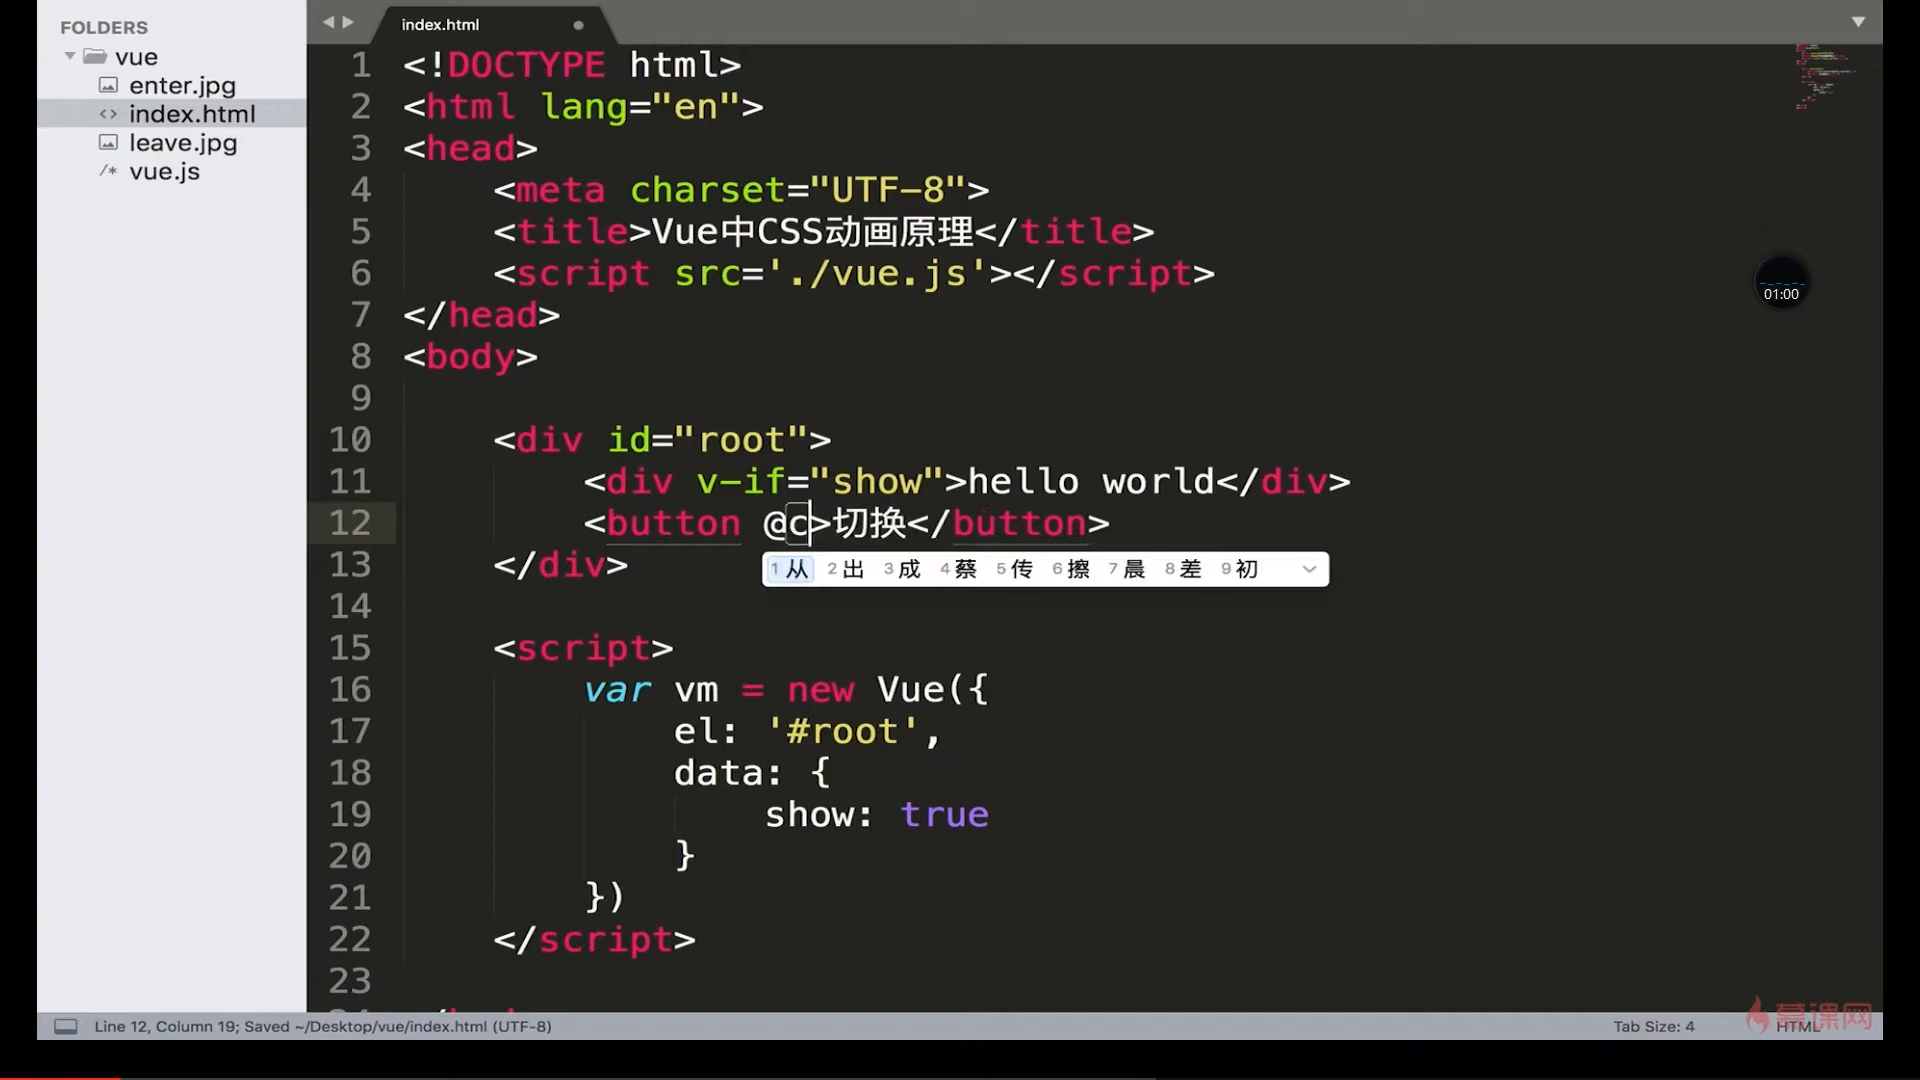 FOLDERS
vue
enter.jpg
index.html
leave.jpg
vue.js
index.html
1 <!DOCTYPE html>
2 <html lang="en">
3 <head>
4 <meta charset="UTF-8">
5 <title>Vue中CSS动画原理</title>
6 <script src='./vue.js'></script>
7 </head>
8 <body>
9
10 <div id="root">
11 <div v-if="show">hello world</div>
12 <button @c>切换</button>
1 从 2 出 3 成 4 蔡 5 传 6 擦 7 晨 8 差 9 初
13 </div>
14
15 <script>
16 var vm = new Vue({
17 el: '#root',
18 data: {
19 show: true
20 }
21 })
22 </script>
23
01:00
Line 12, Column 19; Saved ~/Desktop/vue/index.html (UTF-8)
Tab Size: 4
HTML
慕课网